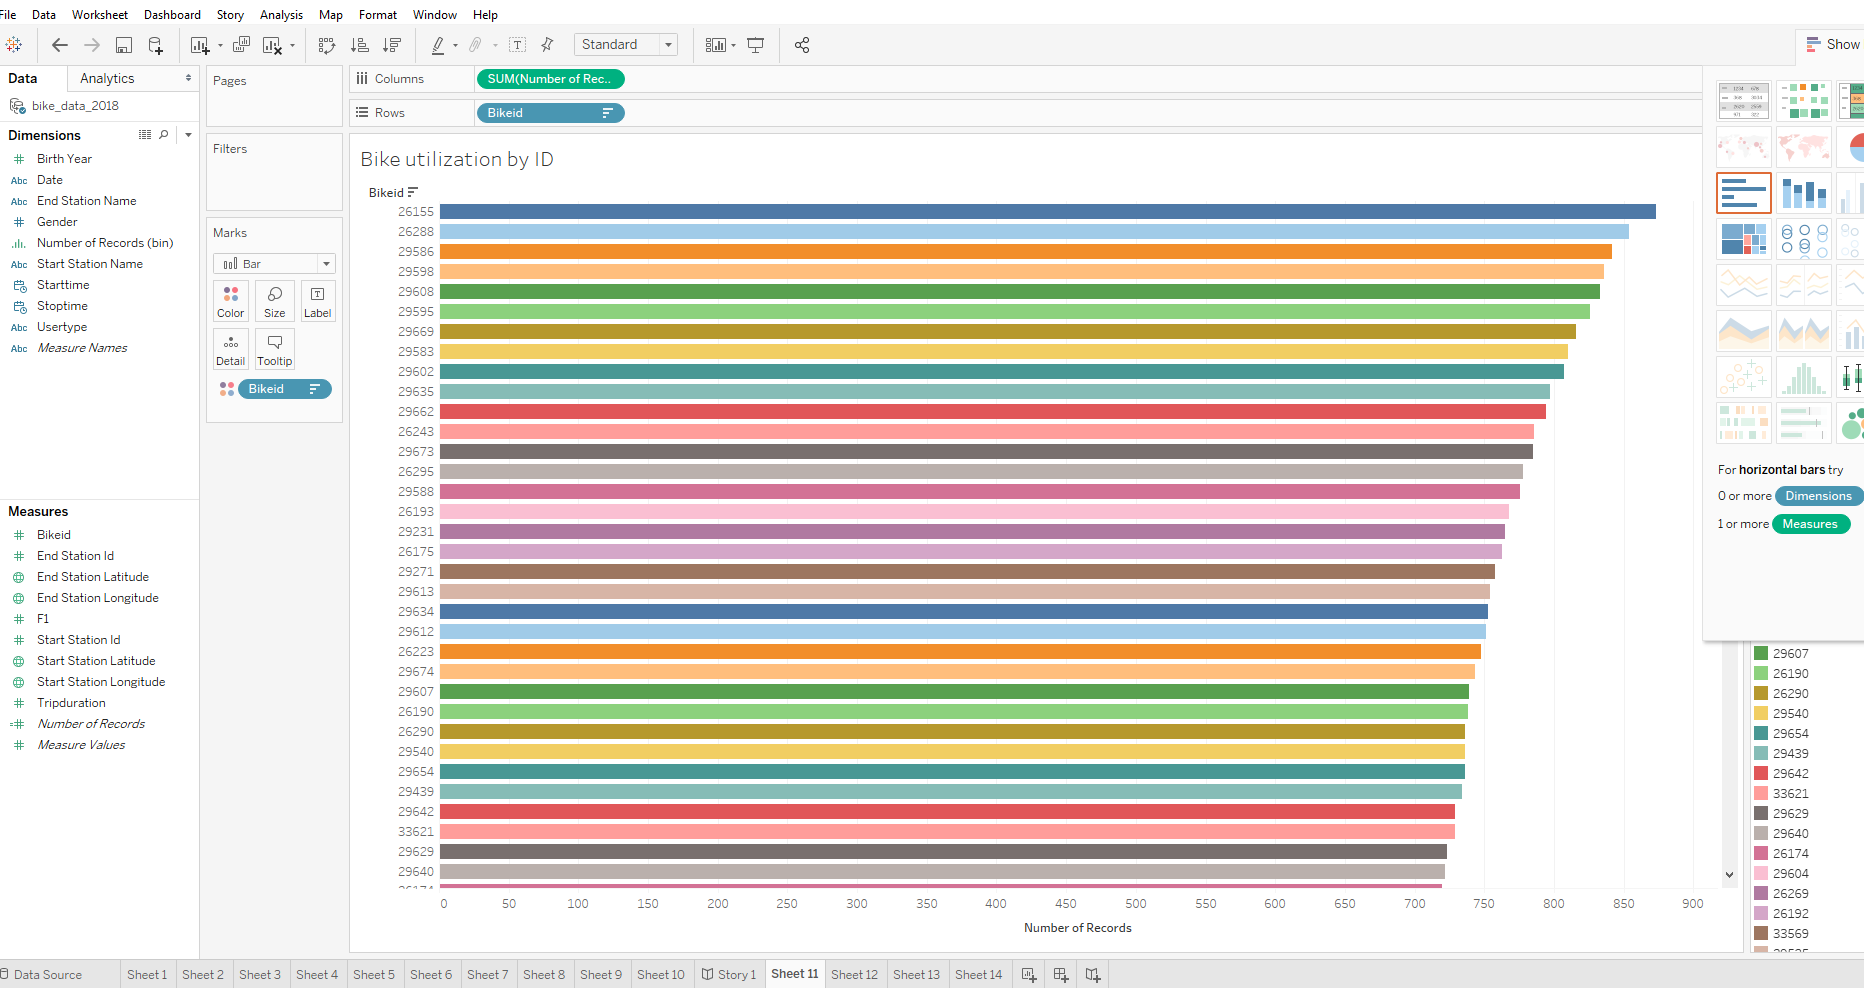 File Data Worksheet Dashboard Story Analysis Map Format Window Help
Standard
Show
Data Analytics
bike_data_2018
Dimensions
# Birth Year
Abc Date
Abc End Station Name
# Gender
Number of Records (bin)
Abc Start Station Name
Starttime
Stoptime
Abc Usertype
Abc Measure Names
Measures
# Bikeid
# End Station Id
End Station Latitude
End Station Longitude
# F1
# Start Station Id
Start Station Latitude
Start Station Longitude
# Tripduration
=# Number of Records
# Measure Values
Pages
Filters
Marks
Bar
Color Size Label
Detail Tooltip
Bikeid
Columns SUM(Number of Rec..
Rows Bikeid
Bike utilization by ID
Bikeid
26155
26288
29586
29598
29608
29595
29669
29583
29602
29635
29662
26243
29673
26295
29588
26193
29231
26175
29271
29613
29634
29612
26223
29674
29607
26190
26290
29540
29654
29439
29642
33621
29629
29640
26174
0 50 100 150 200 250 300 350 400 450 500 550 600 650 700 750 800 850 900
Number of Records
For horizontal bars try
0 or more Dimensions
1 or more Measures
29607
26190
26290
29540
29654
29439
29642
33621
29629
29640
26174
29604
26269
26192
33569
Data Source Sheet 1 Sheet 2 Sheet 3 Sheet 4 Sheet 5 Sheet 6 Sheet 7 Sheet 8 Sheet 9 Sheet 10 Story 1 Sheet 11 Sheet 12 Sheet 13 Sheet 14